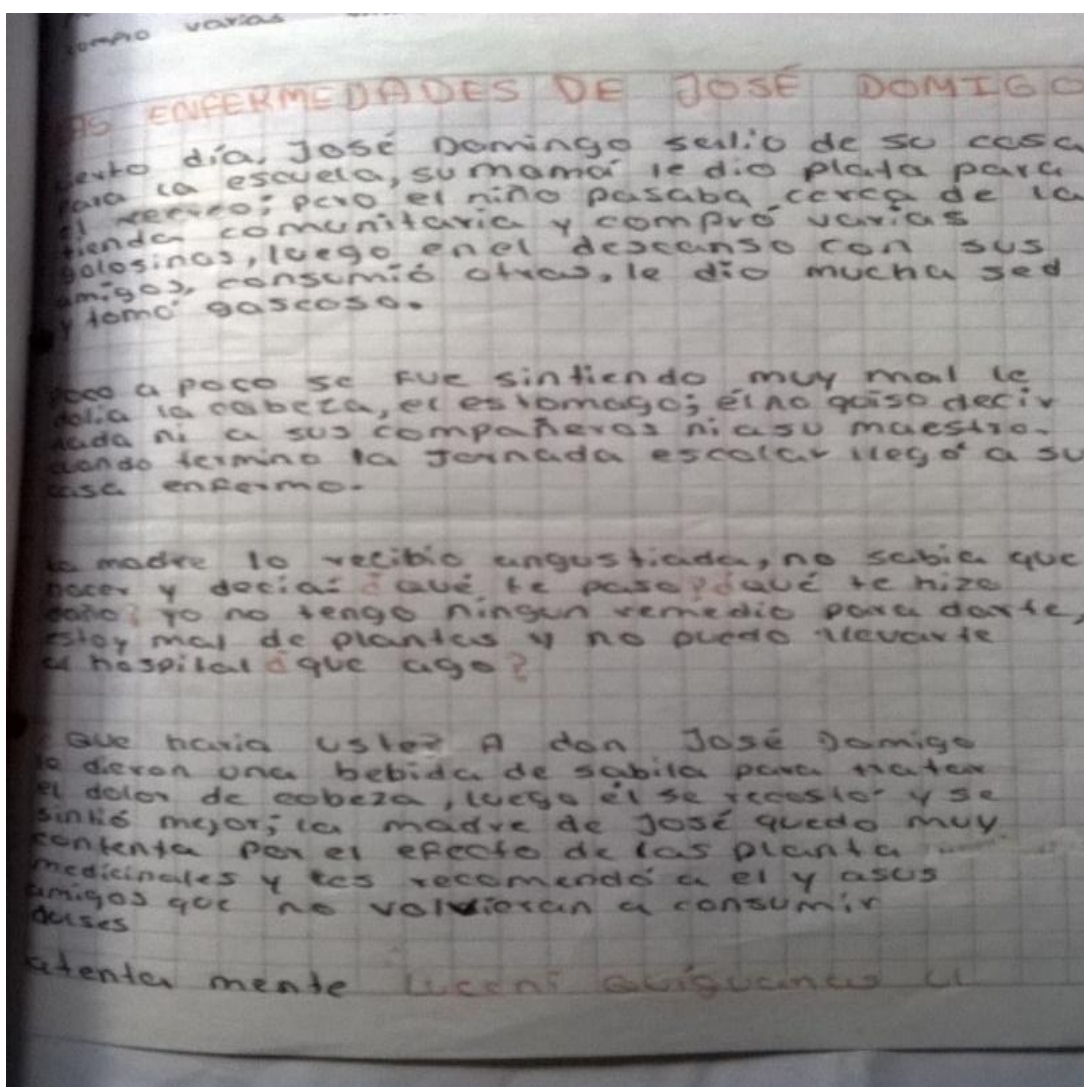 compro varias
AS ENFERMEDADES DE JOSÉ DOMIGO
cierto día, José Domingo salio de su casa
para la escuela, su mamá le dio plata para
el recreo; pero el niño pasaba cerca de la
tienda comunitaria y compró varias
golosinas, luego en el descanso con sus
amigos, consumió otras, le dio mucha sed
y tomó gascosa.
poco a poco se fue sintiendo muy mal le
dolia la cabeza, el estomago; él no quiso decir
nada ni a sus compañeros ni a su maestro.
cuando termino la Jornada escolar llegó a su
casa enfermo.
la madre lo recibio angustiada, no sabia que
hacer y decia: ¿qué te paso? ¿qué te hizo
daño? yo no tengo ningun remedio para darte,
estoy mal de plantas y no puedo llevarte
al hospital ¿que ago?
Que haria usted? A don José Domigo
le dieron una bebida de sabila para tratar
el dolor de cabeza, luego él se recostó y se
sintió mejor; la madre de José quedo muy
contenta por el efecto de las planta
medicinales y les recomendó a el y a sus
amigos que no volvieran a consumir
dulses
atenta mente